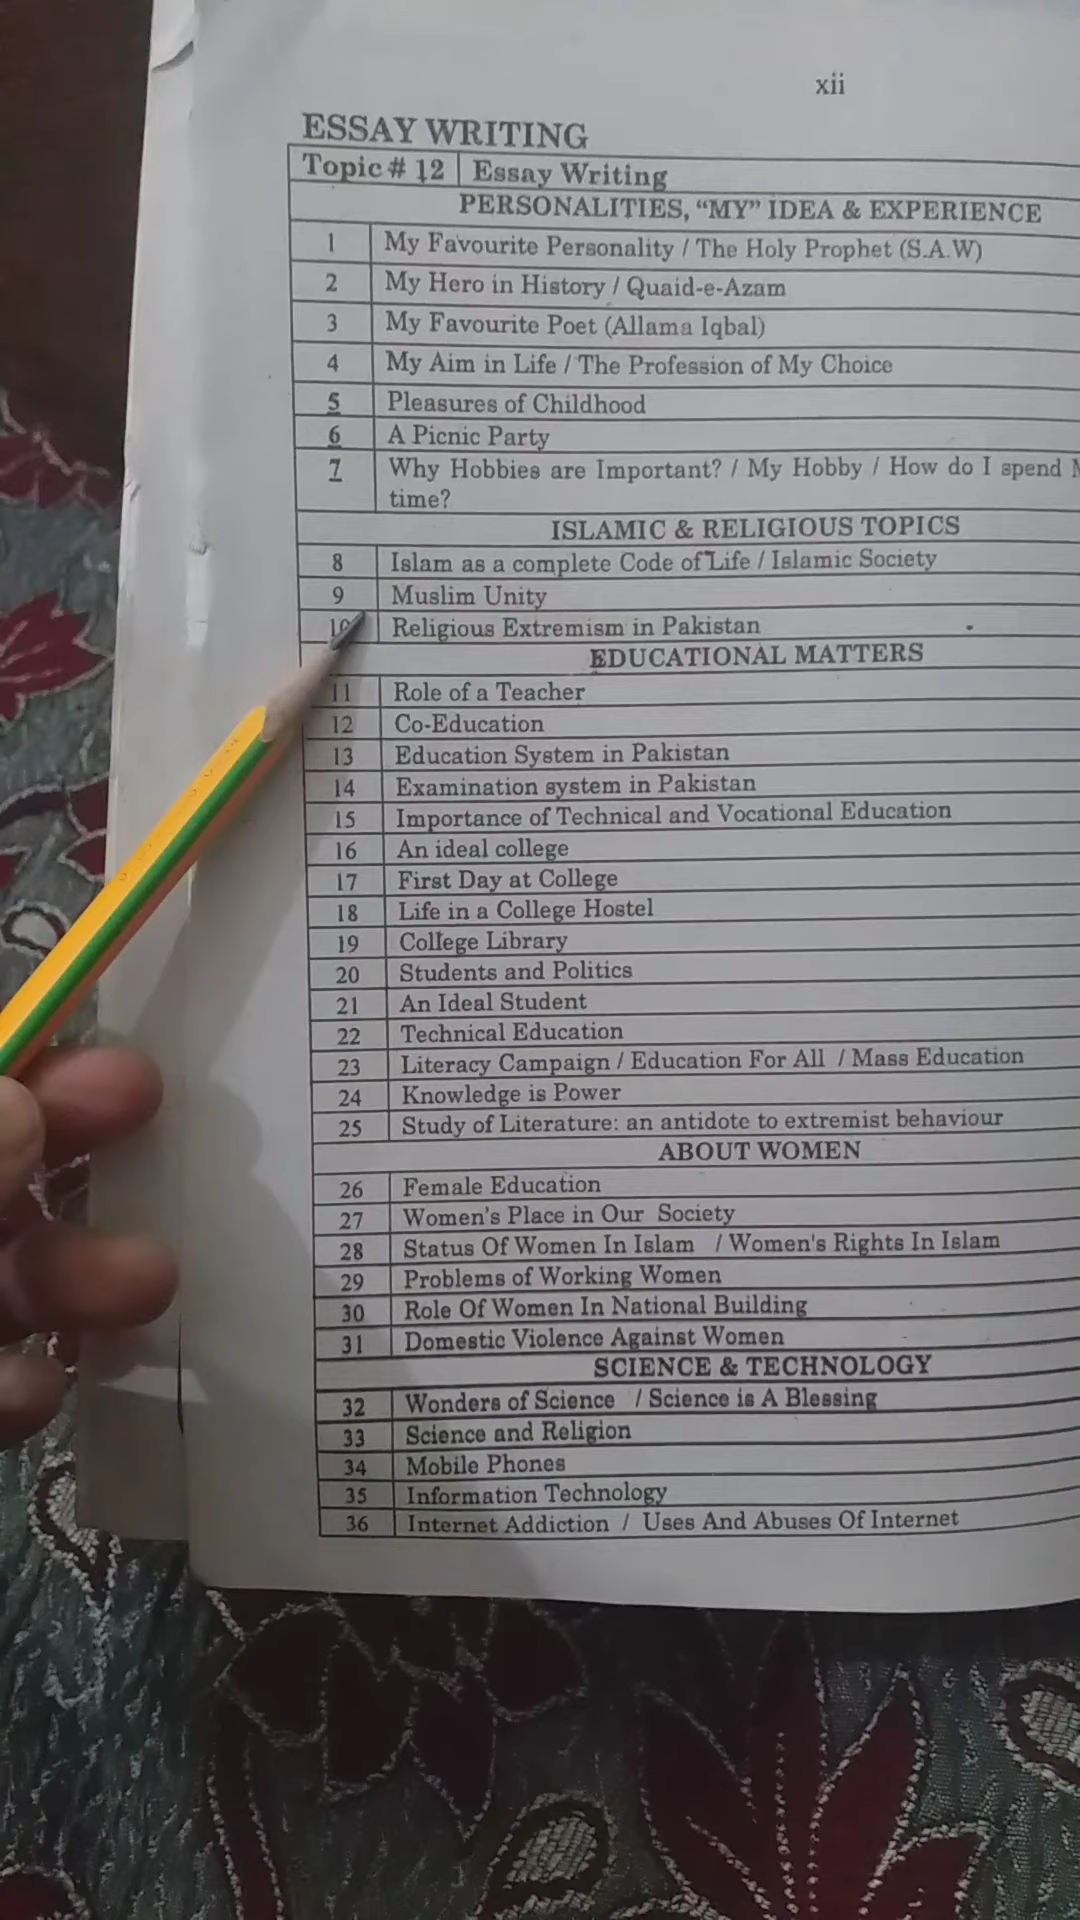 xii
ESSAY WRITING
Topic # 12 Essay Writing
PERSONALITIES, “MY” IDEA & EXPERIENCE
1 My Favourite Personality / The Holy Prophet (S.A.W)
2 My Hero in History / Quaid-e-Azam
3 My Favourite Poet (Allama Iqbal)
4 My Aim in Life / The Profession of My Choice
5 Pleasures of Childhood
6 A Picnic Party
7 Why Hobbies are Important? / My Hobby / How do I spend
time?
ISLAMIC & RELIGIOUS TOPICS
8 Islam as a complete Code of Life / Islamic Society
9 Muslim Unity
10 Religious Extremism in Pakistan
EDUCATIONAL MATTERS
11 Role of a Teacher
12 Co-Education
13 Education System in Pakistan
14 Examination system in Pakistan
15 Importance of Technical and Vocational Education
16 An ideal college
17 First Day at College
18 Life in a College Hostel
19 College Library
20 Students and Politics
21 An Ideal Student
22 Technical Education
23 Literacy Campaign / Education For All / Mass Education
24 Knowledge is Power
25 Study of Literature: an antidote to extremist behaviour
ABOUT WOMEN
26 Female Education
27 Women's Place in Our Society
28 Status Of Women In Islam / Women's Rights In Islam
29 Problems of Working Women
30 Role Of Women In National Building
31 Domestic Violence Against Women
SCIENCE & TECHNOLOGY
32 Wonders of Science / Science is A Blessing
33 Science and Religion
34 Mobile Phones
35 Information Technology
36 Internet Addiction / Uses And Abuses Of Internet